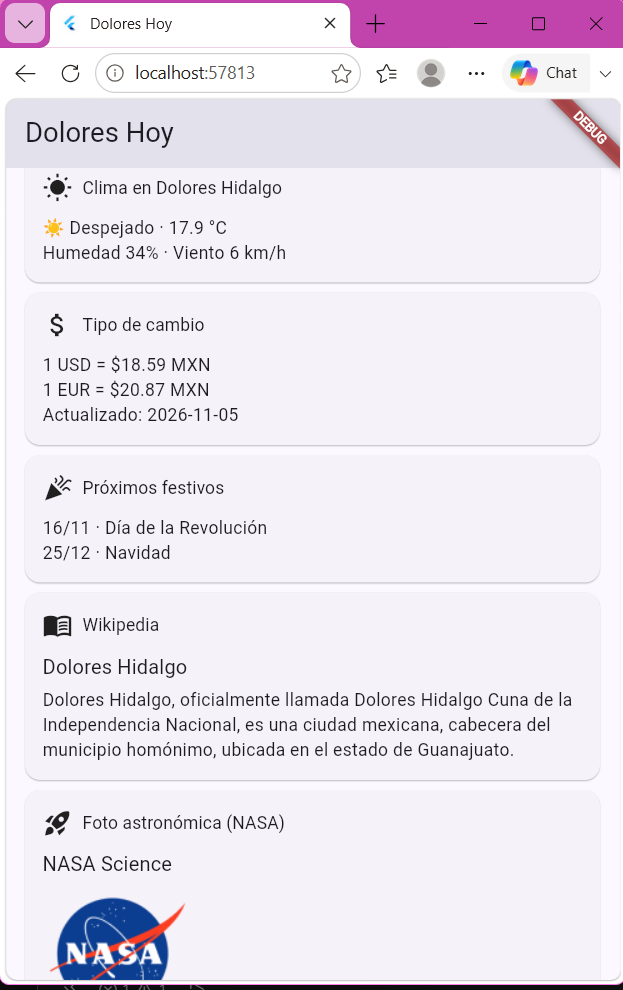 Dolores Hoy
localhost:57813
Chat
Dolores Hoy
DEBUG
Clima en Dolores Hidalgo
☀️ Despejado · 17.9 °C
Humedad 34% · Viento 6 km/h
Tipo de cambio
1 USD = $18.59 MXN
1 EUR = $20.87 MXN
Actualizado: 2026-11-05
Próximos festivos
16/11 · Día de la Revolución
25/12 · Navidad
Wikipedia
Dolores Hidalgo
Dolores Hidalgo, oficialmente llamada Dolores Hidalgo Cuna de la
Independencia Nacional, es una ciudad mexicana, cabecera del
municipio homónimo, ubicada en el estado de Guanajuato.
Foto astronómica (NASA)
NASA Science
NASA